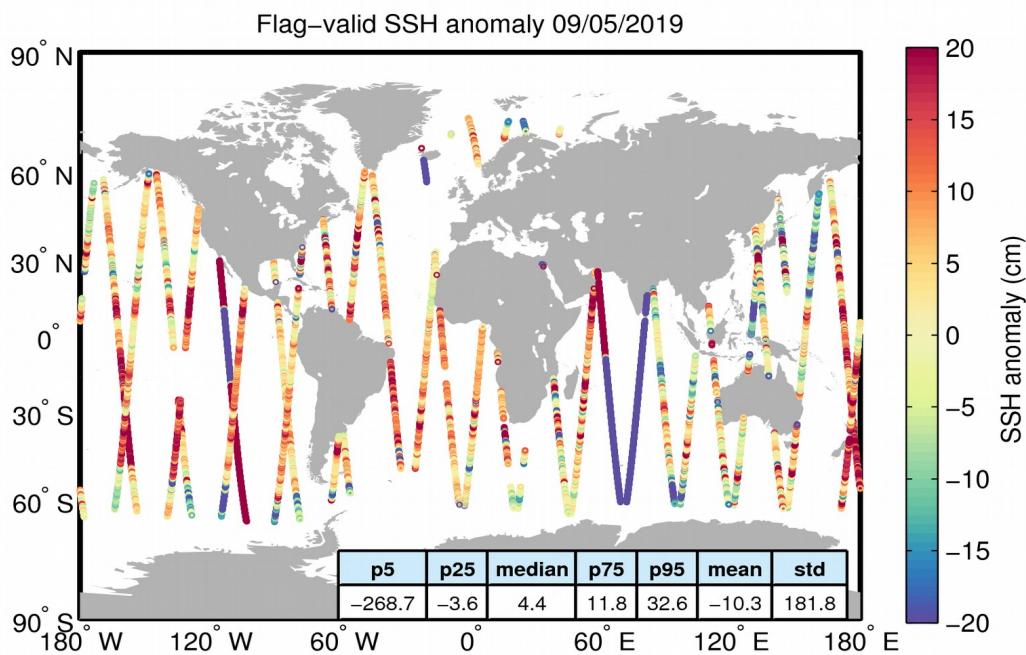 Flag−valid SSH anomaly 09/05/2019
90° N
60° N
30° N
0°
30° S
60° S
90° S
180° W
120° W
60° W
0°
60° E
120° E
180° E
p5 p25 median p75 p95 mean std
−268.7 −3.6 4.4 11.8 32.6 −10.3 181.8
20
15
10
5
0
−5
−10
−15
−20
SSH anomaly (cm)